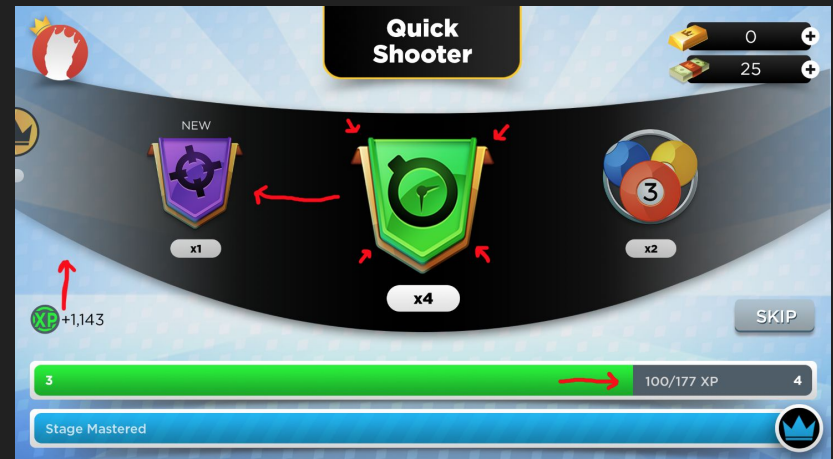 Quick
Shooter
0
25
NEW
3
x1
x4
x2
XP +1,143
SKIP
3 100/177 XP 4
Stage Mastered